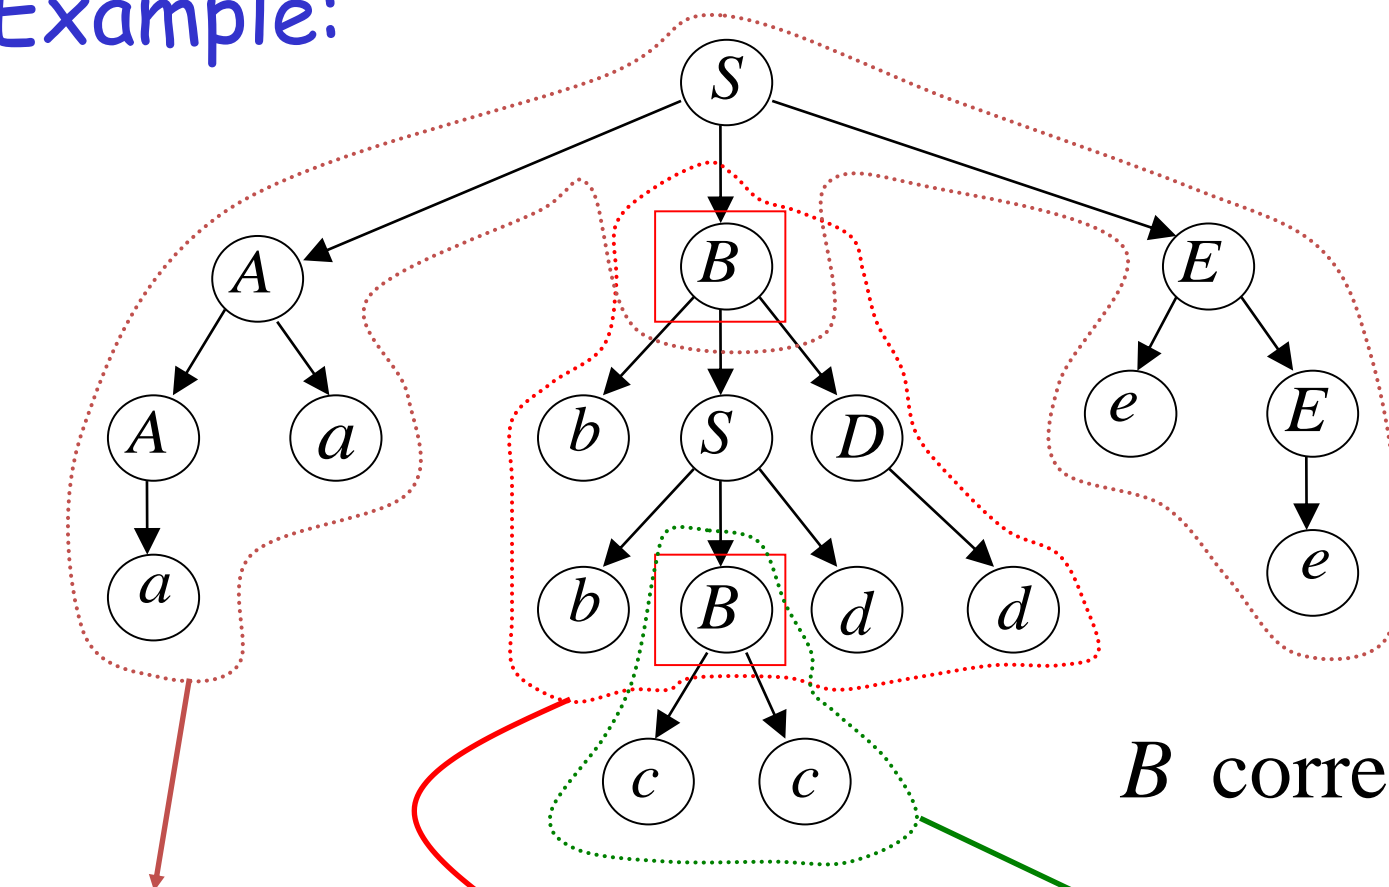 Example:
S
A B E
A a b S D e E
a b B d d e
c c
B corre